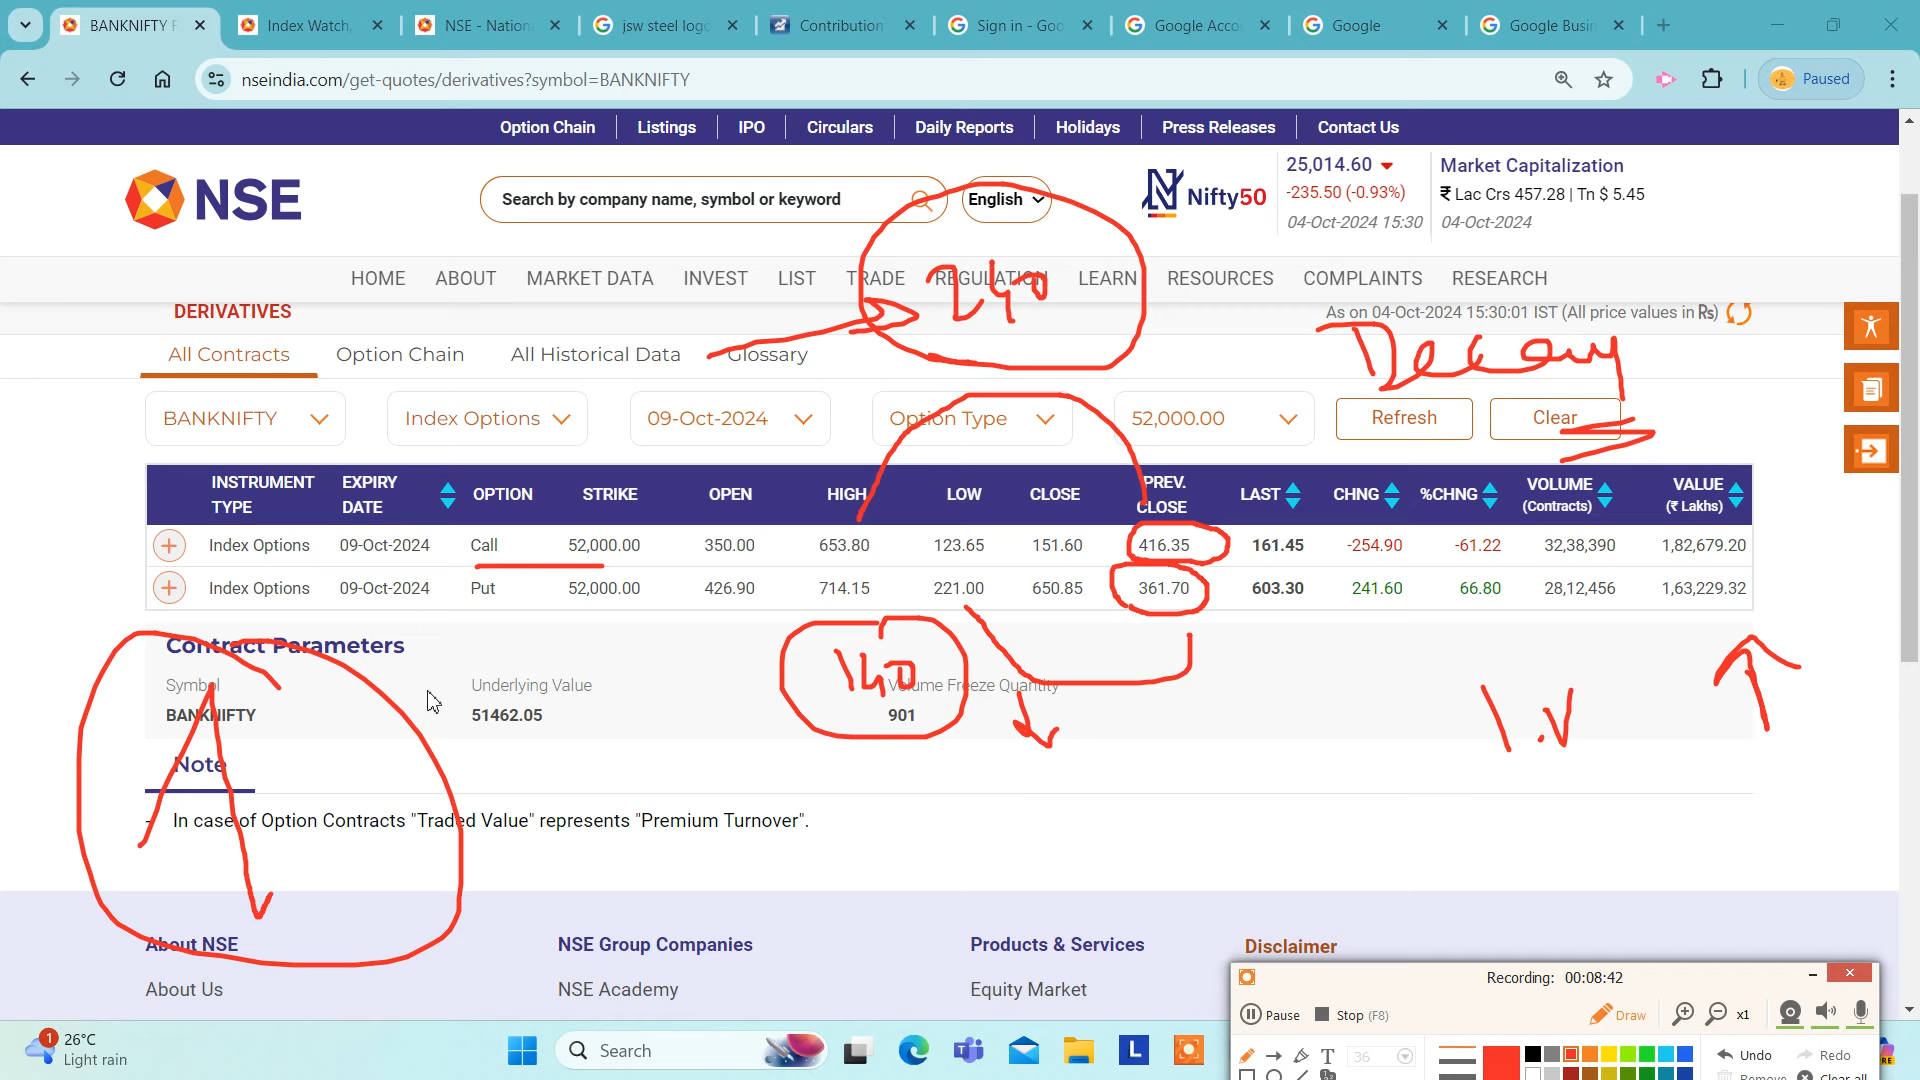 BANKNIFTY F
Index Watch,
NSE - Nationa
jsw steel logo
Contribution
Sign in - Goo
Google Acco
Google
Google Busin
nseindia.com/get-quotes/derivatives?symbol=BANKNIFTY
Paused
Option Chain
Listings
IPO
Circulars
Daily Reports
Holidays
Press Releases
Contact Us
NSE
Search by company name, symbol or keyword
English
Nifty50
25,014.60
-235.50 (-0.93%)
04-Oct-2024 15:30
Market Capitalization
₹ Lac Crs 457.28 | Tn $ 5.45
04-Oct-2024
HOME ABOUT MARKET DATA INVEST LIST TRADE REGULATION LEARN RESOURCES COMPLAINTS RESEARCH
240
DERIVATIVES
As on 04-Oct-2024 15:30:01 IST (All price values in Rs)
All Contracts
Option Chain
All Historical Data
Glossary
Decay
BANKNIFTY
Index Options
09-Oct-2024
Option Type
52,000.00
Refresh
Clear
INSTRUMENT TYPE EXPIRY DATE OPTION STRIKE OPEN HIGH LOW CLOSE PREV. CLOSE LAST CHNG %CHNG VOLUME (Contracts) VALUE (₹ Lakhs)
Index Options 09-Oct-2024 Call 52,000.00 350.00 653.80 123.65 151.60 416.35 161.45 -254.90 -61.22 32,38,390 1,82,679.20
Index Options 09-Oct-2024 Put 52,000.00 426.90 714.15 221.00 650.85 361.70 603.30 241.60 66.80 28,12,456 1,63,229.32
Contract Parameters
140
Symbol
Underlying Value
Volume Freeze Quantity
BANKNIFTY
51462.05
901
I.V
Note
- In case of Option Contracts "Traded Value" represents "Premium Turnover".
About NSE
NSE Group Companies
Products & Services
Disclaimer
About Us
NSE Academy
Equity Market
Recording: 00:08:42
Pause
Stop (F8)
Draw
x1
36
Undo
Redo
Remove
Clear all
1
26°C
Light rain
Search
L
PRE